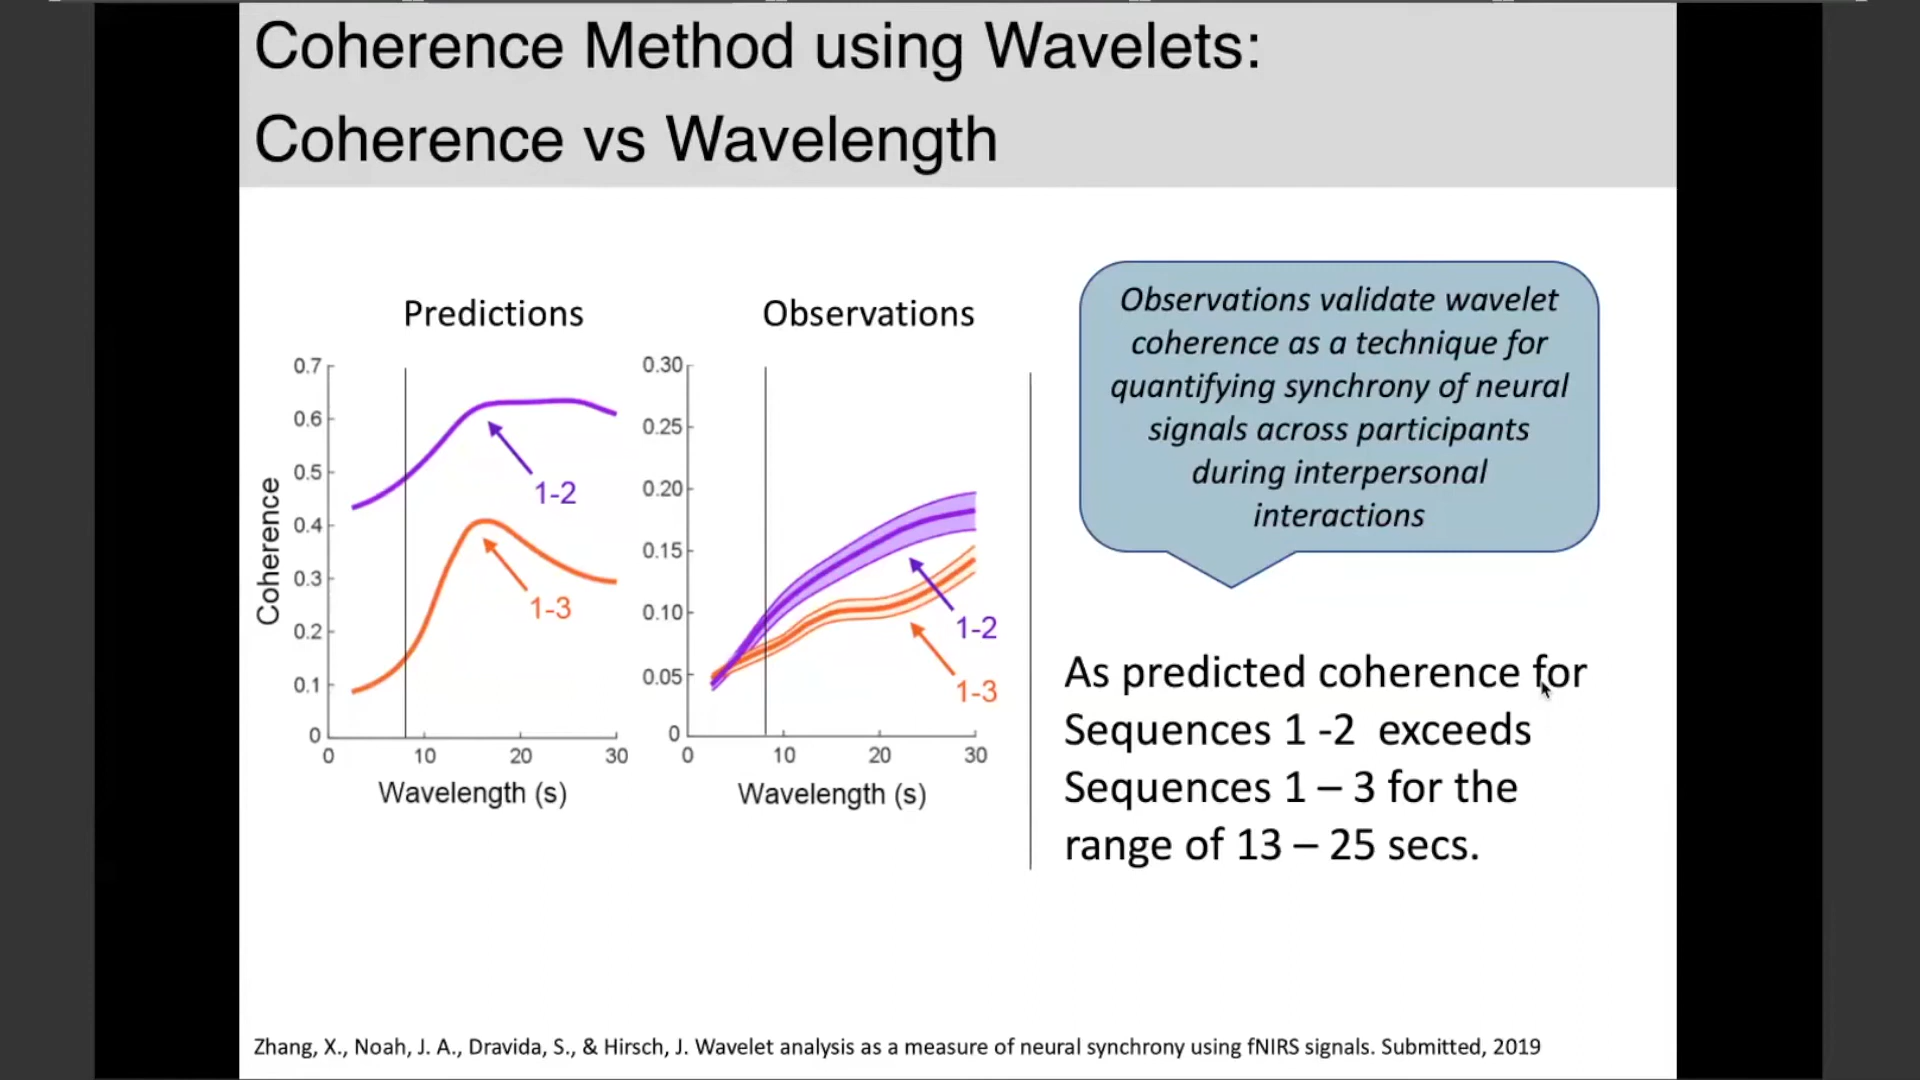 Coherence Method using Wavelets:
Coherence vs Wavelength
Predictions
Observations
0.7
0.6
0.5
0.4
0.3
0.2
0.1
0
Coherence
0
10
20
30
Wavelength (s)
1-2
1-3
0.30
0.25
0.20
0.15
0.10
0.05
0
0
10
20
30
Wavelength (s)
1-2
1-3
Observations validate wavelet
coherence as a technique for
quantifying synchrony of neural
signals across participants
during interpersonal
interactions
As predicted coherence for
Sequences 1 -2 exceeds
Sequences 1 – 3 for the
range of 13 – 25 secs.
Zhang, X., Noah, J. A., Dravida, S., & Hirsch, J. Wavelet analysis as a measure of neural synchrony using fNIRS signals. Submitted, 2019